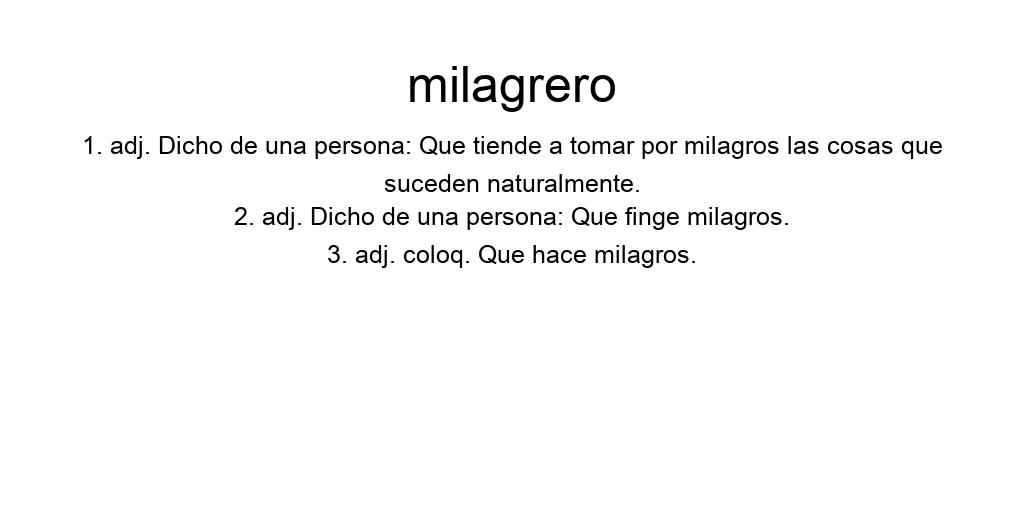 milagrero
1. adj. Dicho de una persona: Que tiende a tomar por milagros las cosas que
suceden naturalmente.
2. adj. Dicho de una persona: Que finge milagros.
3. adj. coloq. Que hace milagros.